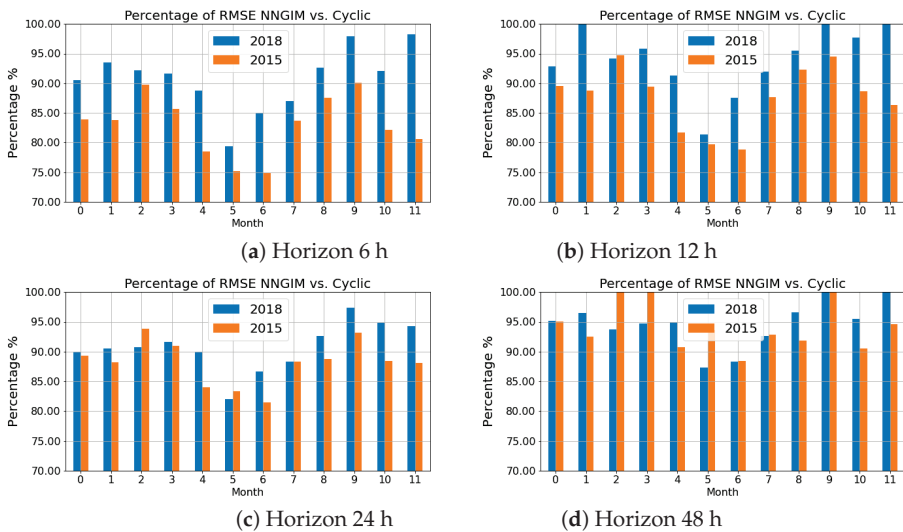 Percentage of RMSE NNGIM vs. Cyclic
100.00
95.00
90.00
85.00
80.00
75.00
70.00
Percentage %
2018
2015
0 1 2 3 4 5 6 7 8 9 10 11
Month
(a) Horizon 6 h
Percentage of RMSE NNGIM vs. Cyclic
100.00
95.00
90.00
85.00
80.00
75.00
70.00
Percentage %
2018
2015
0 1 2 3 4 5 6 7 8 9 10 11
Month
(b) Horizon 12 h
Percentage of RMSE NNGIM vs. Cyclic
100.00
95.00
90.00
85.00
80.00
75.00
70.00
Percentage %
2018
2015
0 1 2 3 4 5 6 7 8 9 10 11
Month
(c) Horizon 24 h
Percentage of RMSE NNGIM vs. Cyclic
100.00
95.00
90.00
85.00
80.00
75.00
70.00
Percentage %
2018
2015
0 1 2 3 4 5 6 7 8 9 10 11
Month
(d) Horizon 48 h